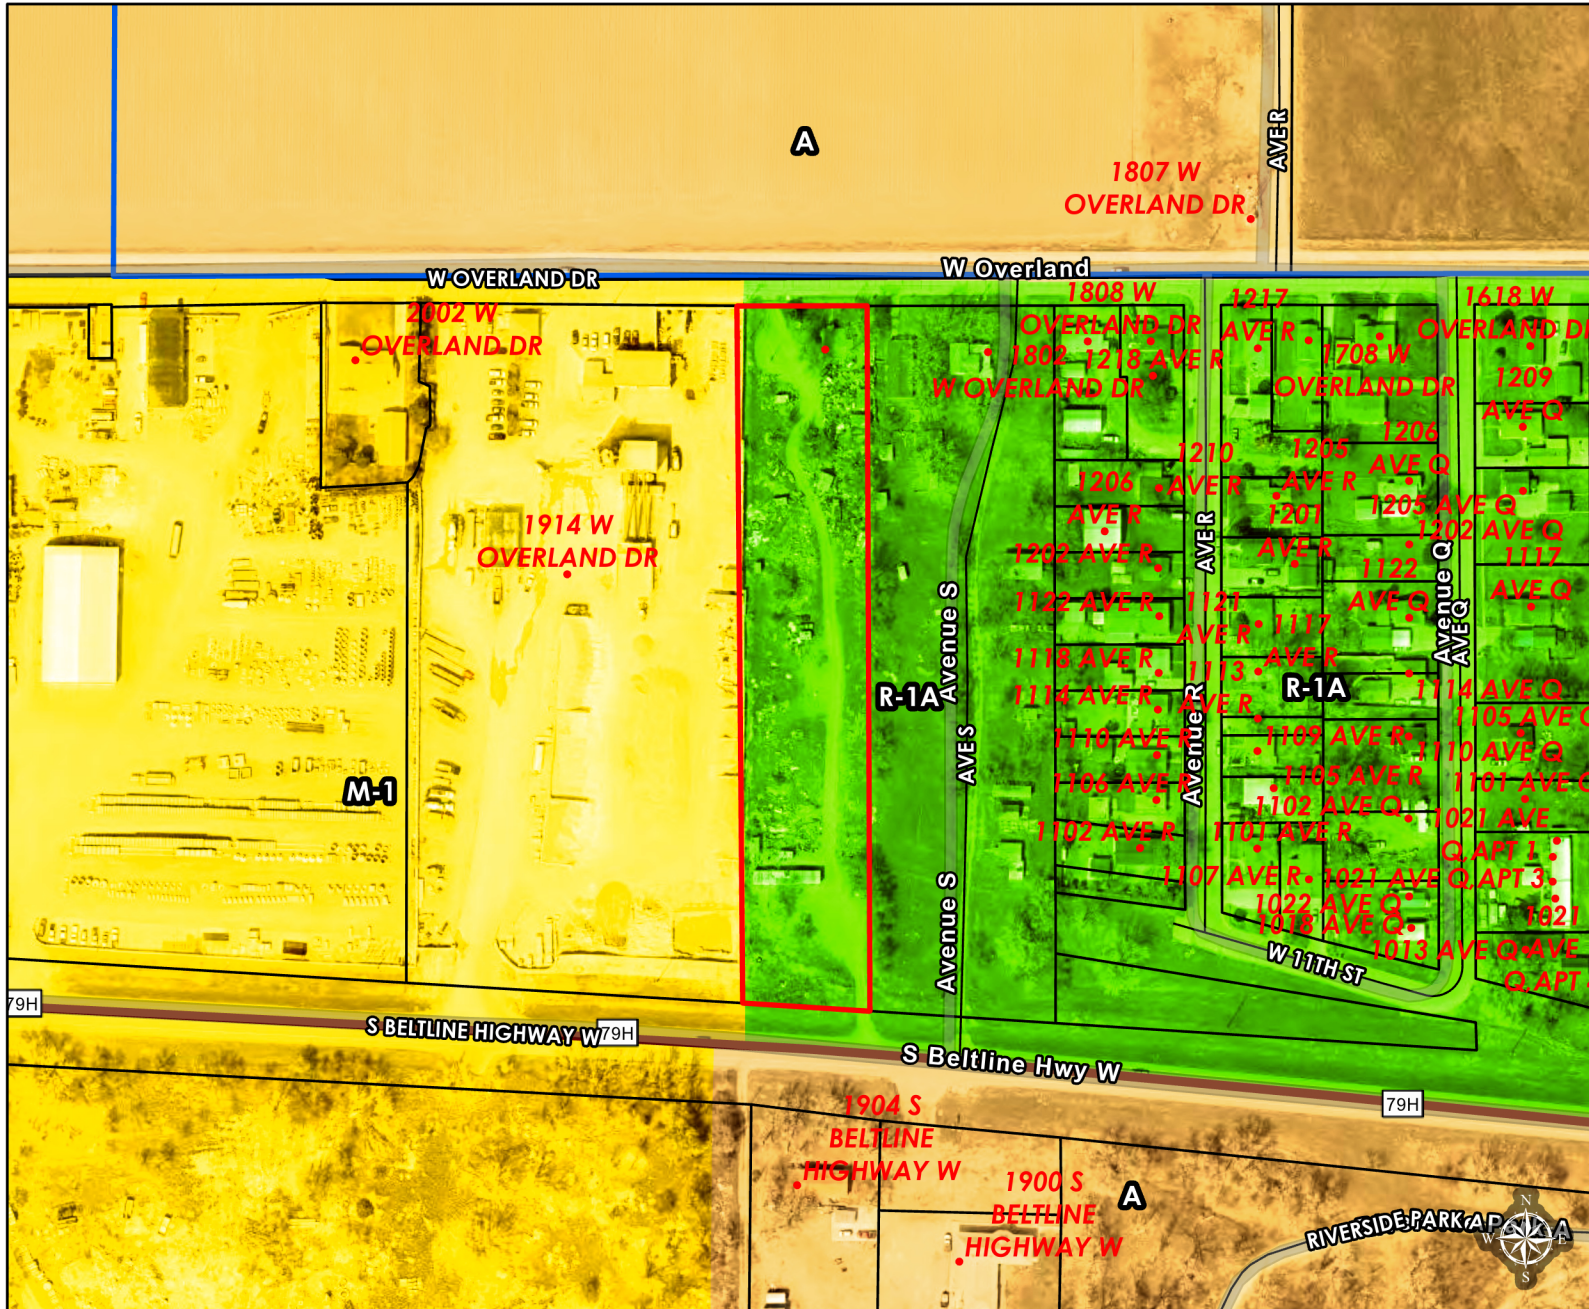 A
AVE R
1807 W
OVERLAND DR
W OVERLAND DR
W Overland
2002 W
OVERLAND DR
1808 W
OVERLAND DR
1802
W OVERLAND DR
1218 AVE R
1217
AVE R
1708 W
OVERLAND DR
1618 W
OVERLAND
1209
AVE Q
1206
AVE Q
1205
AVE R
1210
AVE R
1206
AVE R
1205 AVE Q
1202 AVE Q
1201
AVE R
1914 W
OVERLAND DR
AVE R
1202 AVE R
1122
AVE Q
1117
AVE Q
Avenue Q
AVE Q
1122 AVE R
1121
AVE R
1117
AVE R
Avenue S
1118 AVE R
1113
AVE R
R-1A
R-1A
1114 AVE R
1114 AVE Q
1105 AVE
Avenue R
AVE S
1110 AVE R
1109 AVE R
1110 AVE Q
M-1
1106 AVE R
1105 AVE R
1101 AVE
1102 AVE Q
1021 AVE
Q, APT 1
1102 AVE R
1101 AVE R
1107 AVE R
1021 AVE Q, APT 3
Avenue S
1022 AVE Q
1018 AVE Q
1021
AVE
Q, APT
1013 AVE Q
W 11TH ST
79H
S BELTLINE HIGHWAY W
79H
S Beltline Hwy W
79H
1904 S
BELTLINE
HIGHWAY W
1900 S
BELTLINE
HIGHWAY W
A
RIVERSIDE PARK
N
W
E
S